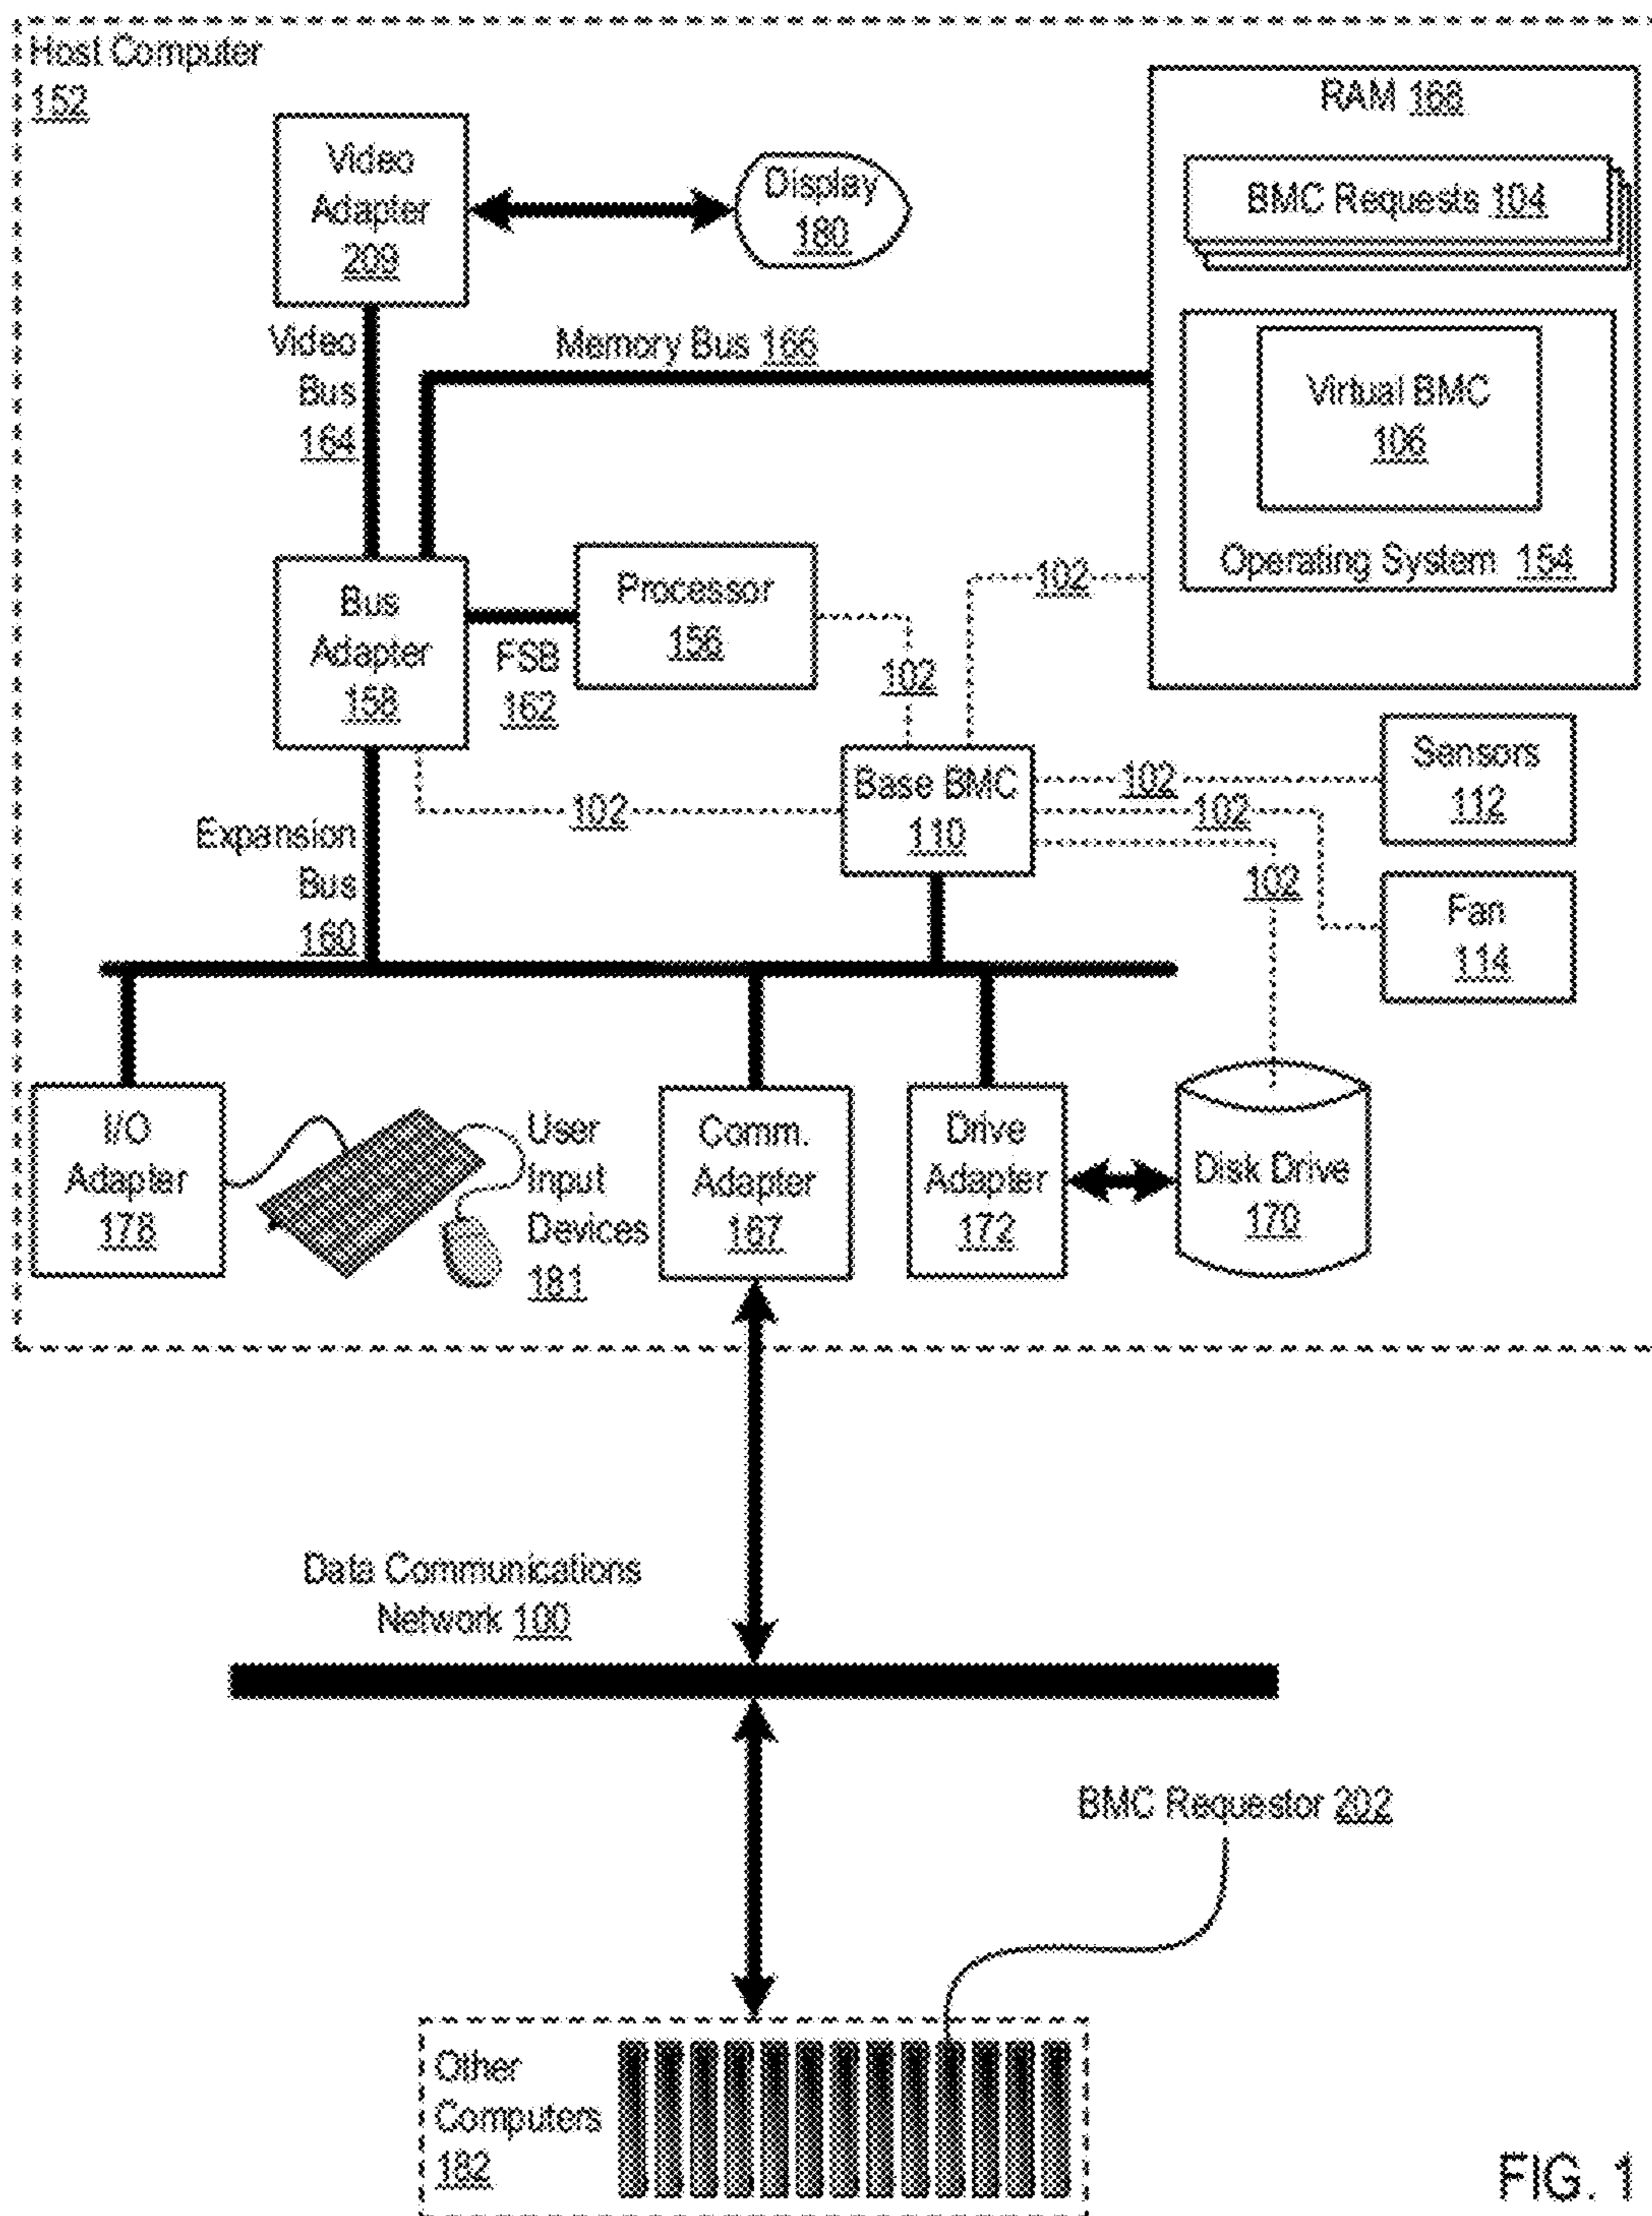 Host Computer
152
RAM 168
Video
Adapter
209
Display
180
BMC Requests 104
Video
Bus
164
Memory Bus 166
Virtual BMC
106
Operating System 154
Bus
Adapter
158
FSB
162
Processor
156
102
102
102
Base BMC
110
102
102
102
Sensors
112
Fan
114
Expansion
Bus
160
I/O
Adapter
178
User
Input
Devices
181
Comm.
Adapter
167
Drive
Adapter
172
Disk Drive
170
Data Communications
Network 100
BMC Requestor 202
Other
Computers
182
FIG. 1